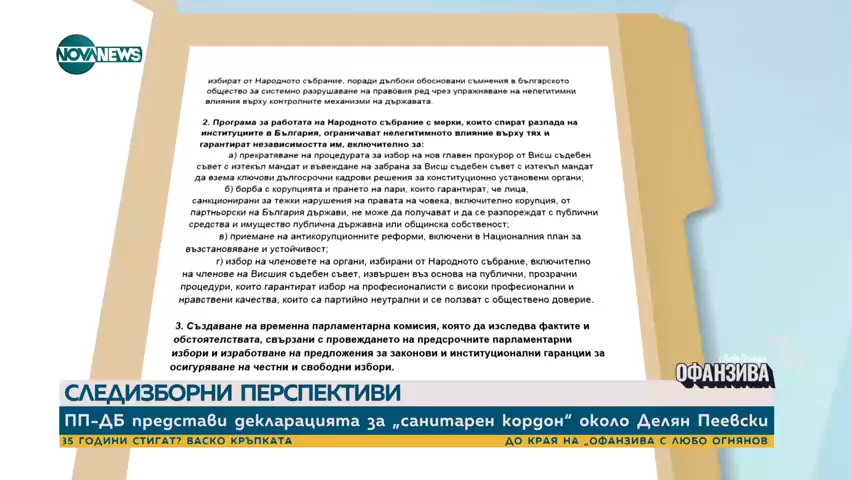 NOVANEWS
избират от Народното събрание, поради дълбоки обосновани съмнения в българското
общество за системно разрушаване на правовия ред чрез упражняване на нелегитимни
влияния върху контролните механизми на държавата.
2. Програма за работата на Народното събрание с мерки, които спират разпада на
институциите в България, ограничават нелегитимното влияние върху тях и
гарантират независимостта им, включително за:
а) прекратяване на процедурата за избор на нов главен прокурор от Висш съдебен
съвет с изтекъл мандат и въвеждане на забрана за Висш съдебен съвет с изтекъл мандат
да взема ключови дългосрочни кадрови решения за конституционно установени органи;
б) борба с корупцията и прането на пари, които гарантират, че лица,
санкционирани за тежки нарушения на правата на човека, включително корупция, от
партньорски на България държави, не може да получават и да се разпореждат с публични
средства и имущество публична държавна или общинска собственост;
в) приемане на антикорупционните реформи, включени в Националния план за
възстановяване и устойчивост;
г) избор на членовете на органи, избирани от Народното събрание, включително
на членове на Висшия съдебен съвет, извършен въз основа на публични, прозрачни
процедури, които гарантират избор на професионалисти с високи професионални и
нравствени качества, които са партийно неутрални и се ползват с обществено доверие.
3. Създаване на временна парламентарна комисия, която да изследва фактите и
обстоятелствата, свързани с провеждането на предсрочните парламентарни
избори и изработване на предложения за законови и институционални гаранции за
осигуряване на честни и свободни избори.
ОФАНЗИВА
СЛЕДИЗБОРНИ ПЕРСПЕКТИВИ
ПП-ДБ представи декларацията за „санитарен кордон“ около Делян Пеевски
35 ГОДИНИ СТИГАТ? ВАСКО КРЪПКАТА
ДО КРАЯ НА „ОФАНЗИВА С ЛЮБО ОГНЯНОВ